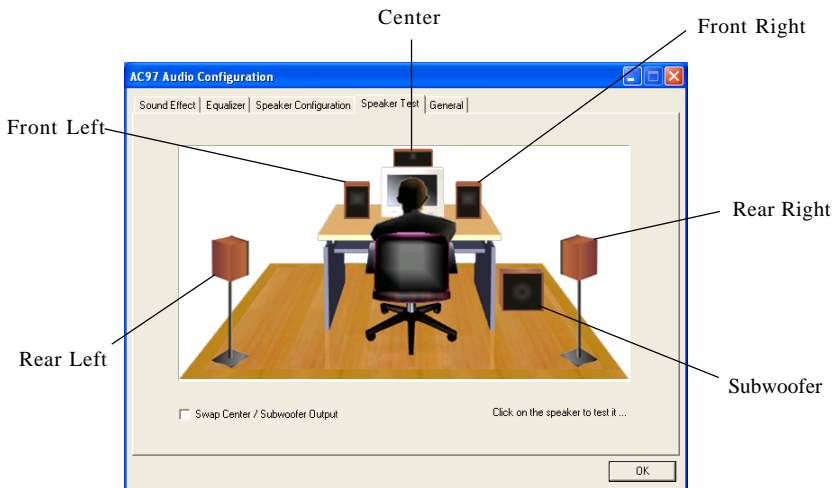 Center
Front Right
AC97 Audio Configuration
Sound Effect Equalizer Speaker Configuration Speaker Test General
Front Left
Rear Right
Rear Left
Subwoofer
Swap Center / Subwoofer Output
Click on the speaker to test it ...
OK